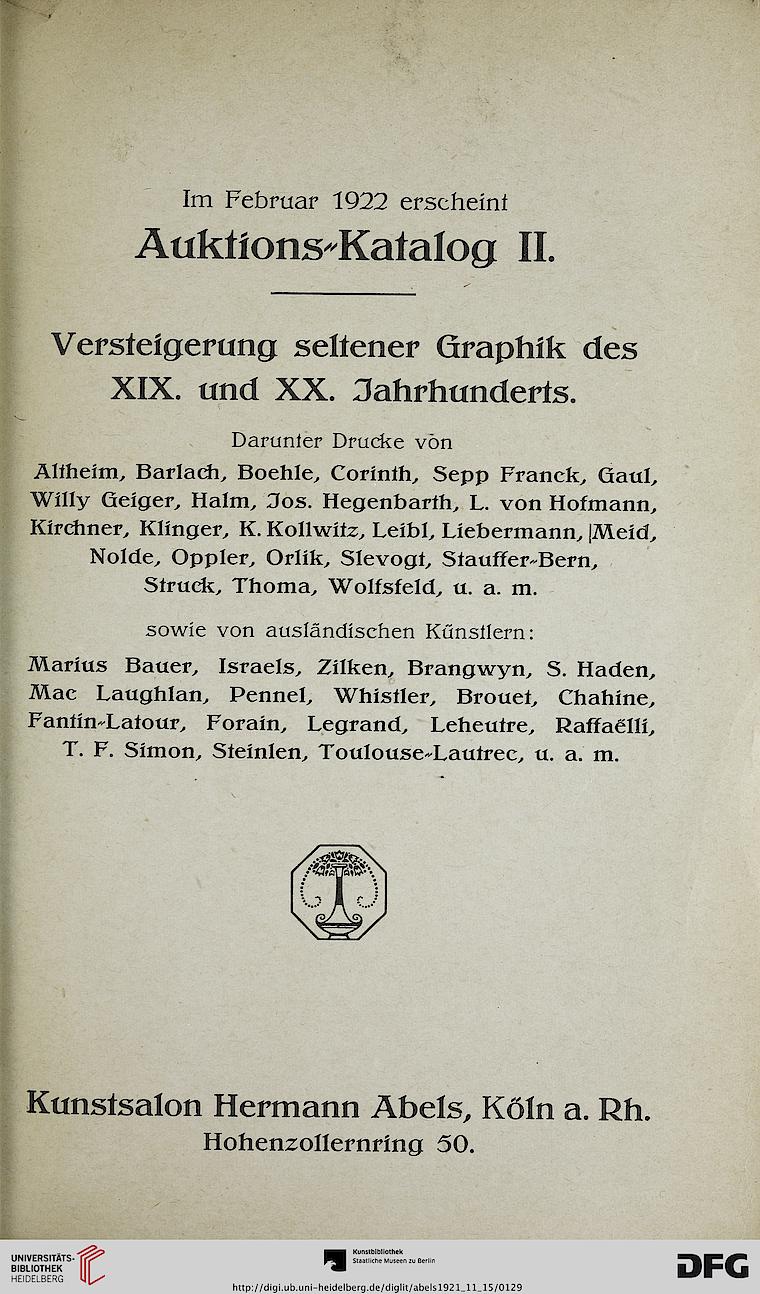 Im Februar 1922 erscheint
Auktions-Katalog II.
Versteigerung seltener Graphik des
XIX. und XX. Jahrhunderts.
Darunter Drucke von
Altheim, Barlach, Boehle, Corinth, Sepp Franck, Gaul,
Willy Geiger, Halm, Jos. Hegenbarth, L. von Hofmann,
Kirchner, Klinger, K. Kollwitz, Leibl, Liebermann, |Meid,
Nolde, Oppler, Orlik, Slevogt, Stauffer-Bern,
Struck, Thoma, Wolfsfeld, u. a. m.
sowie von ausländischen Künstlern:
Marius Bauer, Israels, Zilken, Brangwyn, S. Haden,
Mac Laughlan, Pennel, Whistler, Brouet, Chahine,
Fantin-Latour, Forain, Legrand, Leheutre, Raffaëlli,
T. F. Simon, Steinlen, Toulouse-Lautrec, u. a. m.
Kunstsalon Hermann Abels, Köln a. Rh.
Hohenzollernring 50.
UNIVERSITÄTS-
BIBLIOTHEK
HEIDELBERG
Kunstbibliothek
Staatliche Museen zu Berlin
DFG
http://digi.ub.uni-heidelberg.de/diglit/abels1921_11_15/0129